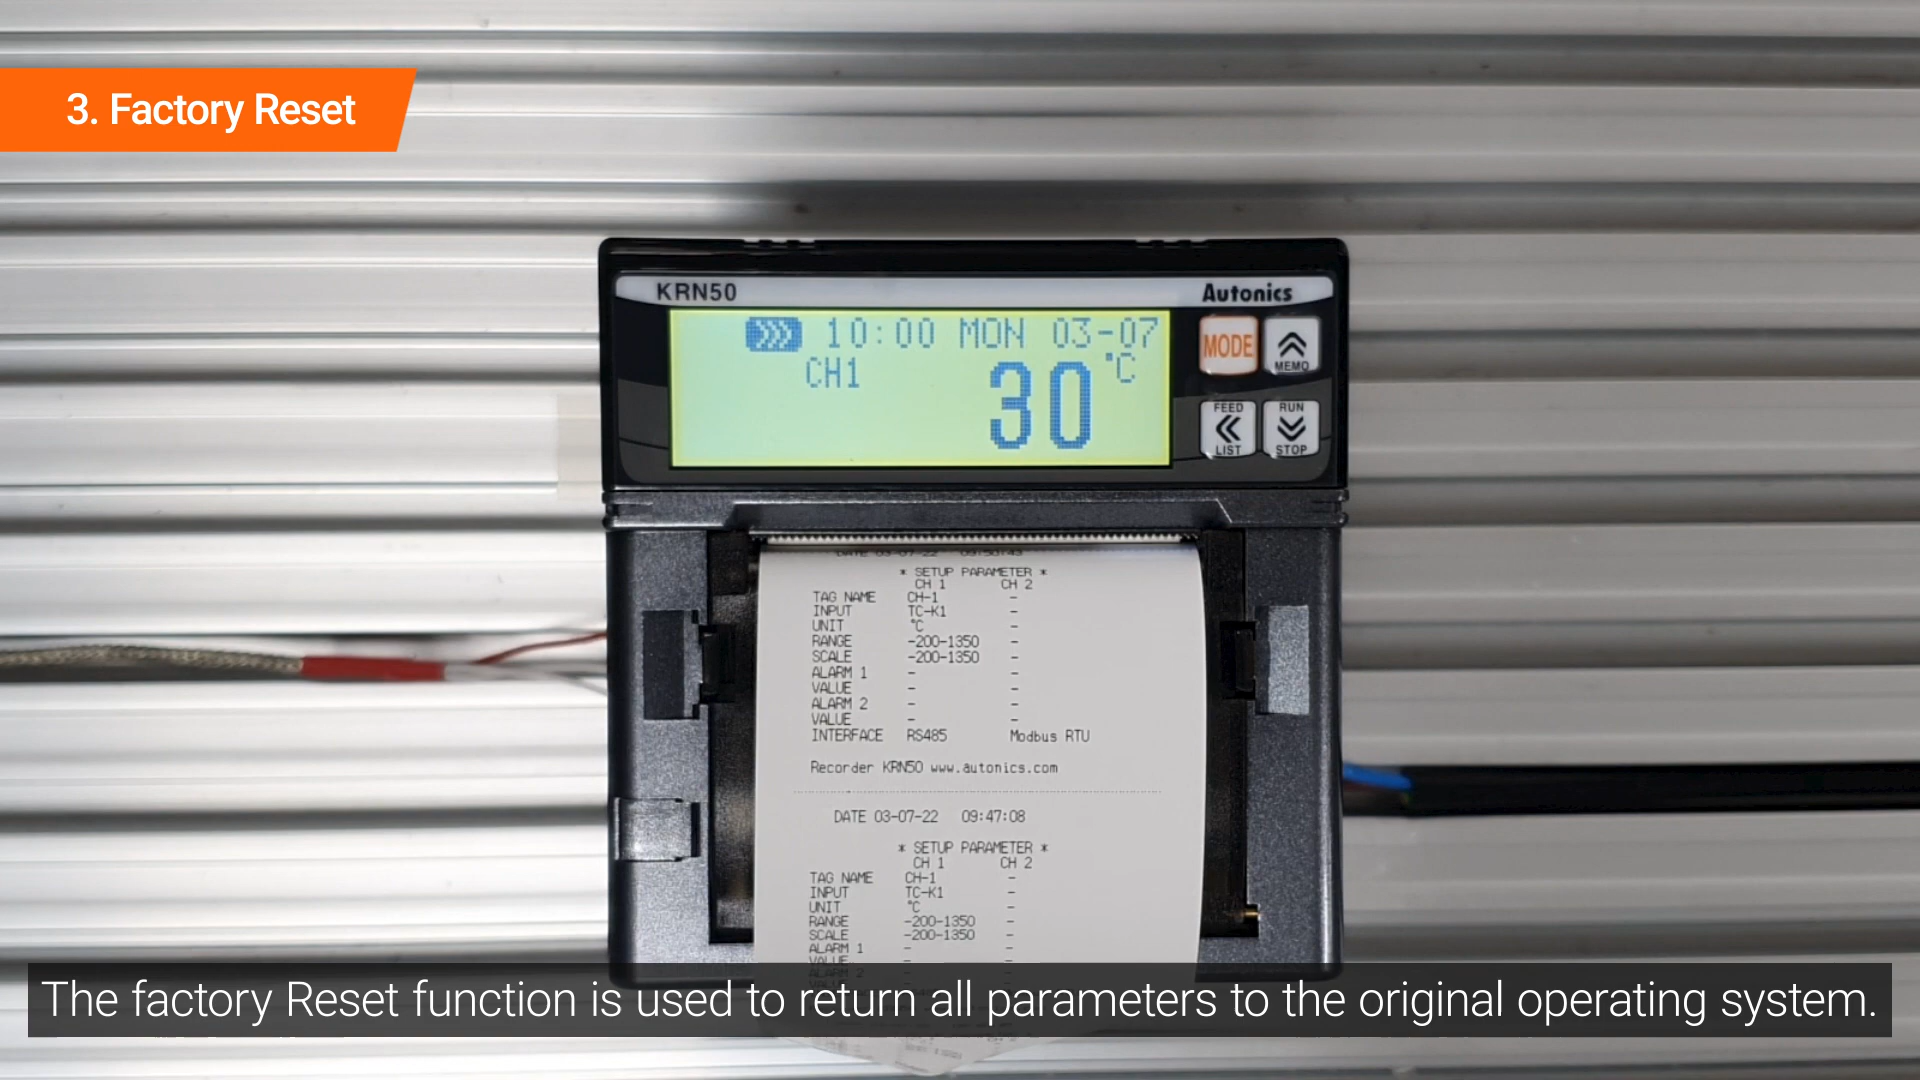 3. Factory Reset
KRN50
Autonics
10:00 MON 03-07
CH1
30 °C
MODE
MEMO
FEED
LIST
RUN
STOP
DATE 03-07-22 09:50:43
* SETUP PARAMETER *
CH 1 CH 2
TAG NAME CH-1 -
INPUT TC-K1 -
UNIT °C -
RANGE -200-1350 -
SCALE -200-1350 -
ALARM 1 - -
VALUE - -
ALARM 2 - -
VALUE - -
INTERFACE RS485 Modbus RTU
Recorder KRN50 www.autonics.com
DATE 03-07-22 09:47:08
* SETUP PARAMETER *
CH 1 CH 2
TAG NAME CH-1 -
INPUT TC-K1 -
UNIT °C -
RANGE -200-1350 -
SCALE -200-1350 -
ALARM 1 - -
VALUE - -
ALARM 2
The factory Reset function is used to return all parameters to the original operating system.